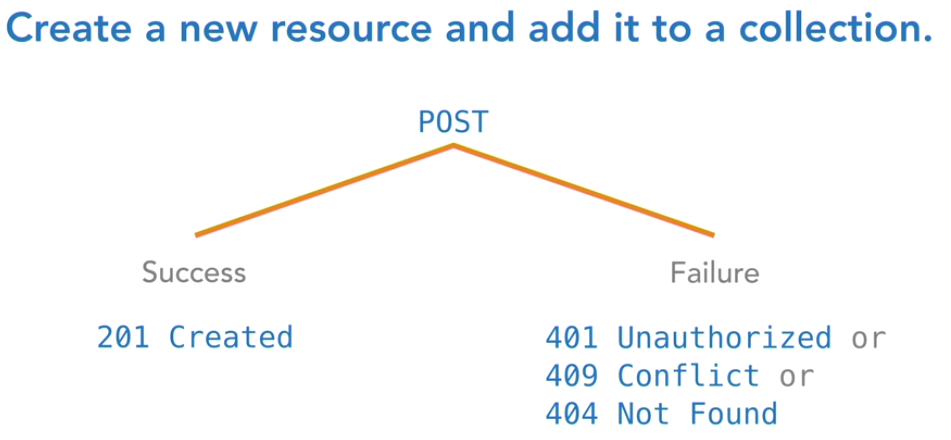 Create a new resource and add it to a collection.
POST
Success
Failure
201 Created
401 Unauthorized or
409 Conflict or
404 Not Found